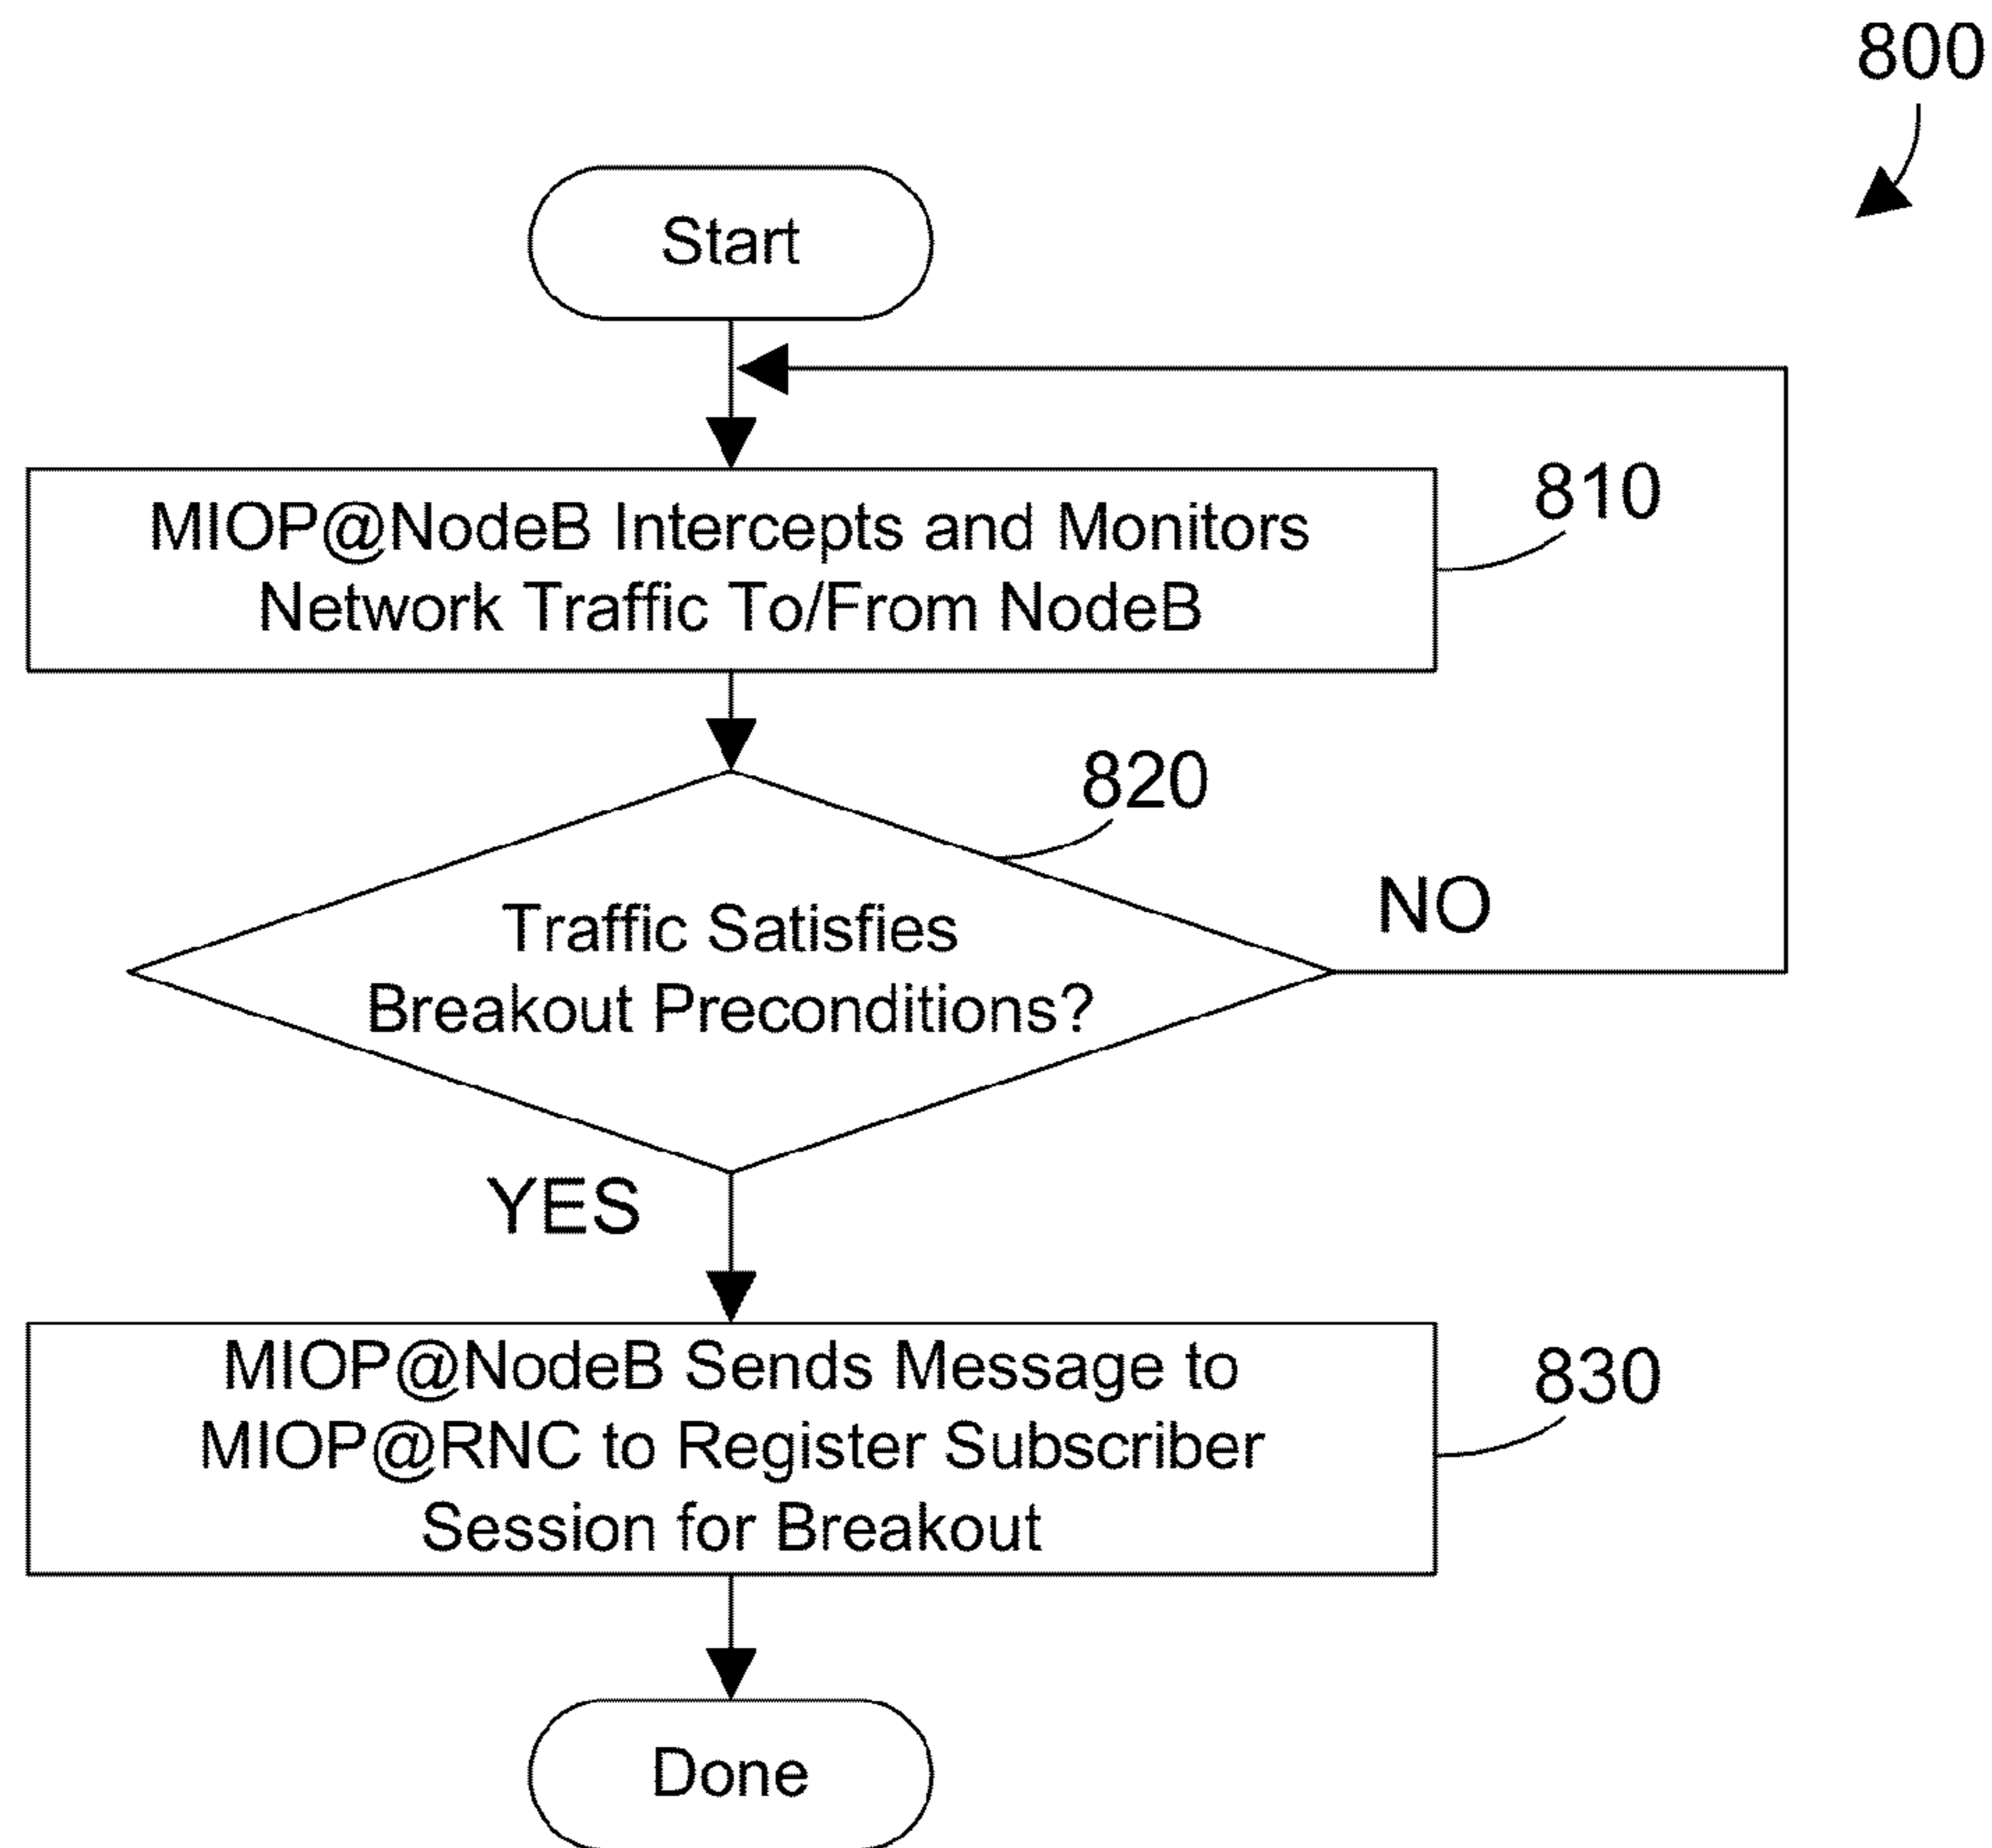 800
Start
MIOP@NodeB Intercepts and Monitors
Network Traffic To/From NodeB
810
820
Traffic Satisfies
Breakout Preconditions?
NO
YES
MIOP@NodeB Sends Message to
MIOP@RNC to Register Subscriber
Session for Breakout
830
Done